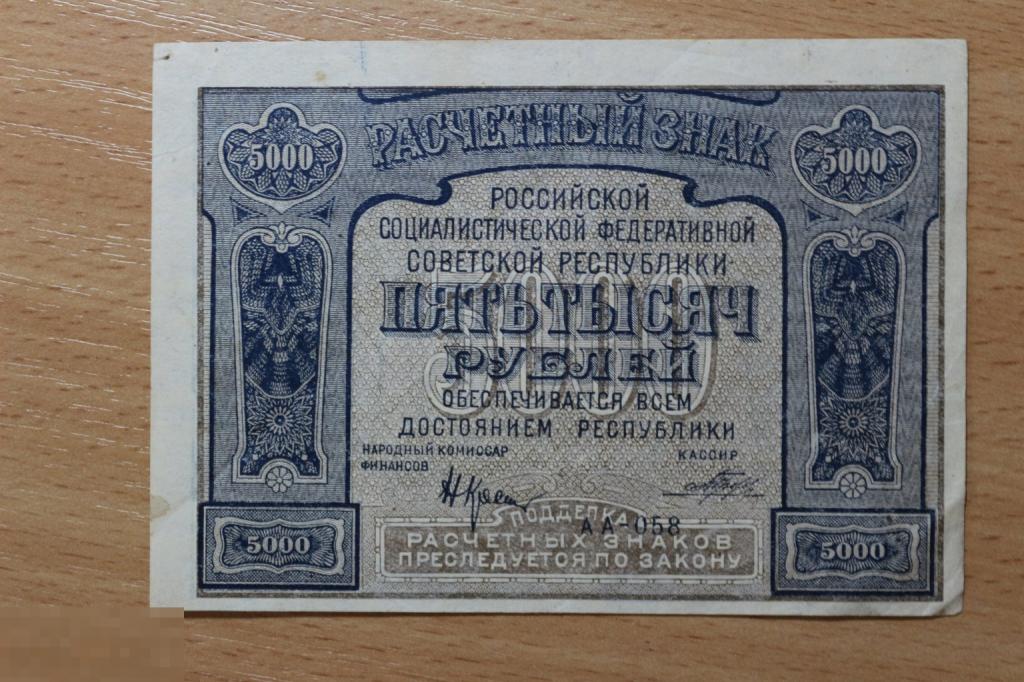 РАСЧЕТНЫЙ ЗНАК
5000
5000
РОССИЙСКОЙ
СОЦИАЛИСТИЧЕСКОЙ ФЕДЕРАТИВНОЙ
СОВЕТСКОЙ РЕСПУБЛИКИ
5000
ПЯТЬ ТЫСЯЧ
РУБЛЕЙ
ОБЕСПЕЧИВАЕТСЯ ВСЕМ
ДОСТОЯНИЕМ РЕСПУБЛИКИ
НАРОДНЫЙ КОМИССАР
ФИНАНСОВ
КАССИР
АА-058
ПОДДЕЛКА
РАСЧЕТНЫХ ЗНАКОВ
ПРЕСЛЕДУЕТСЯ ПО ЗАКОНУ
5000
5000